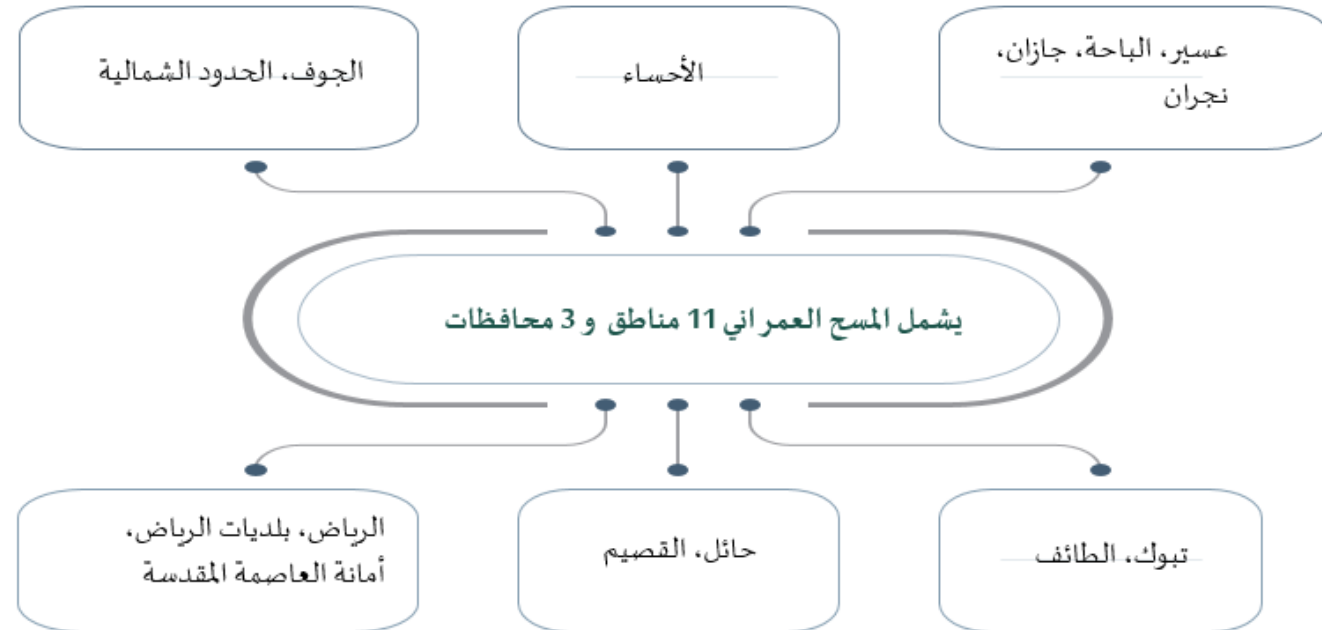 عسير، الباحة، جازان،
نجران
الأحساء
الجوف، الحدود الشمالية
يشمل المسح العمراني 11 مناطق و 3 محافظات
تبوك، الطائف
حائل، القصيم
الرياض، بلديات الرياض،
أمانة العاصمة المقدسة